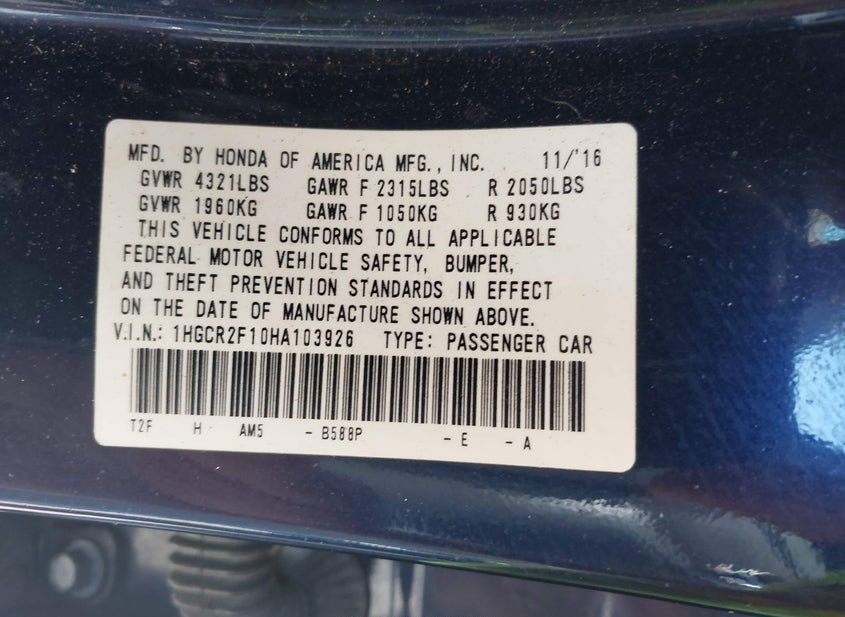 MFD. BY HONDA OF AMERICA MFG., INC. 11/'16
GVWR 4321LBS GAWR F 2315LBS R 2050LBS
GVWR 1960KG GAWR F 1050KG R 930KG
THIS VEHICLE CONFORMS TO ALL APPLICABLE
FEDERAL MOTOR VEHICLE SAFETY, BUMPER,
AND THEFT PREVENTION STANDARDS IN EFFECT
ON THE DATE OF MANUFACTURE SHOWN ABOVE.
V.I.N.: 1HGCR2F10HA103926 TYPE: PASSENGER CAR
T2F H AM5 - B588P - E - A